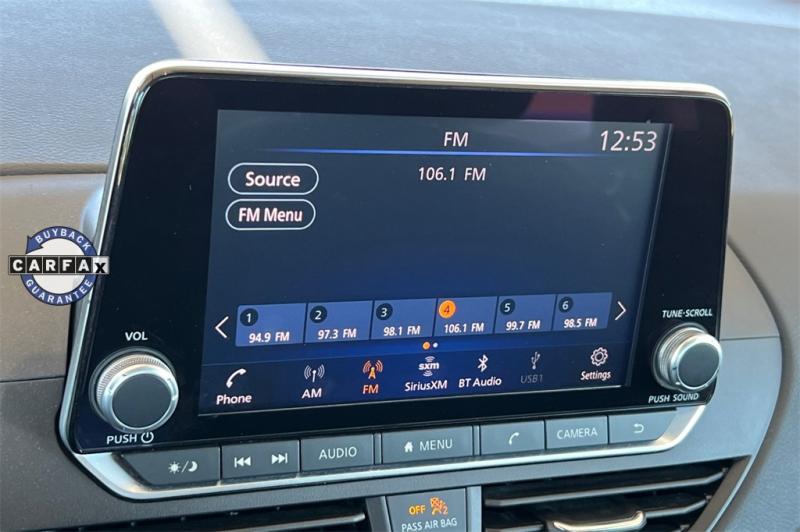 FM 12:53
Source 106.1 FM
FM Menu
BUYBACK
CARFAX
GUARANTEE
1 2 3 4 5 6
94.9 FM 97.3 FM 98.1 FM 106.1 FM 99.7 FM 98.5 FM
VOL
TUNE·SCROLL
Phone AM FM sxm SiriusXM BT Audio USB1 Settings
PUSH
PUSH SOUND
AUDIO MENU CAMERA
OFF 2
PASS AIR BAG